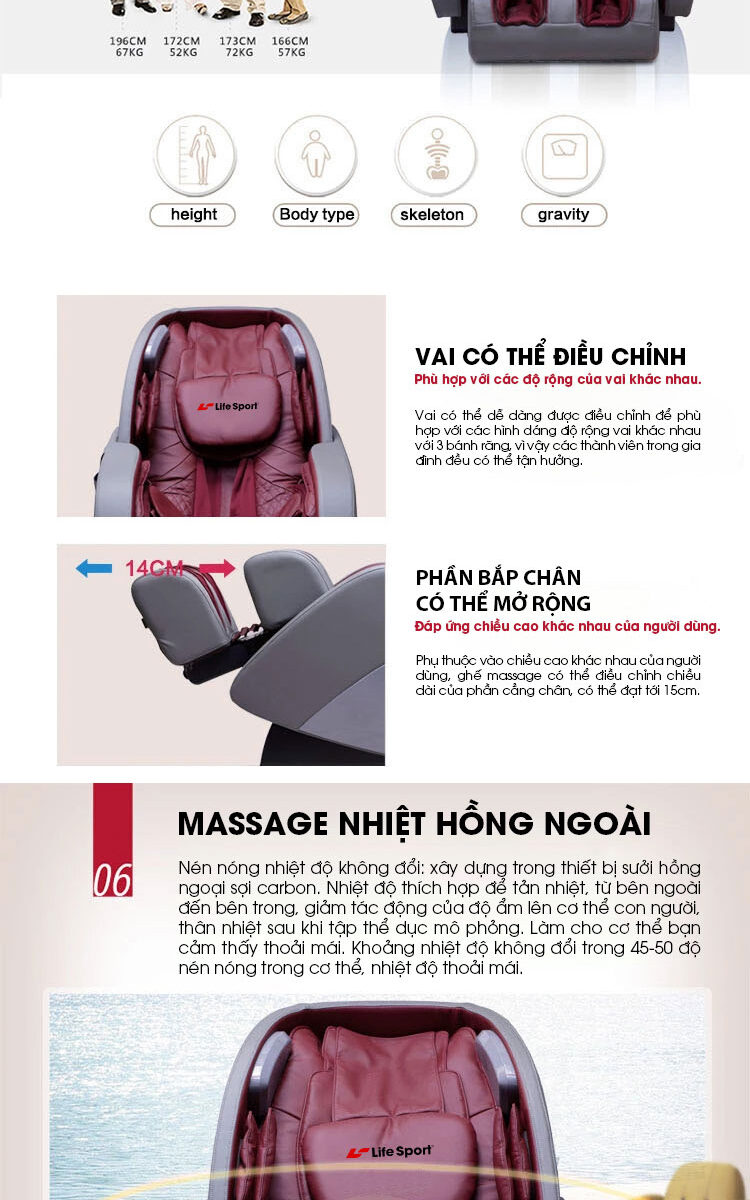 196CM 172CM 173CM 166CM
67KG 52KG 72KG 57KG
height Body type skeleton gravity
Life Sport
VAI CÓ THỂ ĐIỀU CHỈNH
Phù hợp với các độ rộng của vai khác nhau.
Vai có thể dễ dàng được điều chỉnh để phù
hợp với các hình dáng độ rộng vai khác nhau
với 3 bánh răng, vì vậy các thành viên trong gia
đình đều có thể tận hưởng.
14CM
PHẦN BẮP CHÂN
CÓ THỂ MỞ RỘNG
Đáp ứng chiều cao khác nhau của người dùng.
Phụ thuộc vào chiều cao khác nhau của người
dùng, ghế massage có thể điều chỉnh chiều
dài của phần cẳng chân, có thể đạt tới 15cm.
06
MASSAGE NHIỆT HỒNG NGOÀI
Nén nóng nhiệt độ không đổi: xây dựng trong thiết bị sưởi hồng
ngoại sợi carbon. Nhiệt độ thích hợp để tản nhiệt, từ bên ngoài
đến bên trong, giảm tác động của độ ẩm lên cơ thể con người,
thân nhiệt sau khi tập thể dục mô phỏng. Làm cho cơ thể bạn
cảm thấy thoải mái. Khoảng nhiệt độ không đổi trong 45-50 độ
nén nóng trong cơ thể, nhiệt độ thoải mái.
Life Sport